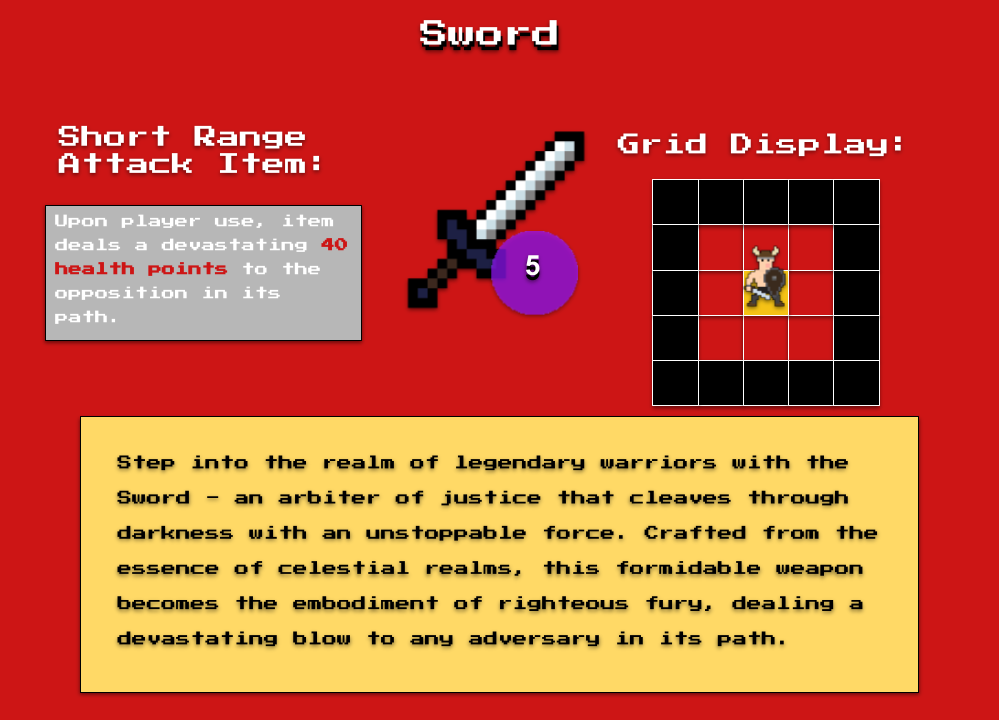 Sword
Short Range
Attack Item:
Upon player use, item
deals a devastating 40
health points to the
opposition in its
path.
5
Grid Display:
Step into the realm of legendary warriors with the
Sword - an arbiter of justice that cleaves through
darkness with an unstoppable force. Crafted from the
essence of celestial realms, this formidable weapon
becomes the embodiment of righteous fury, dealing a
devastating blow to any adversary in its path.